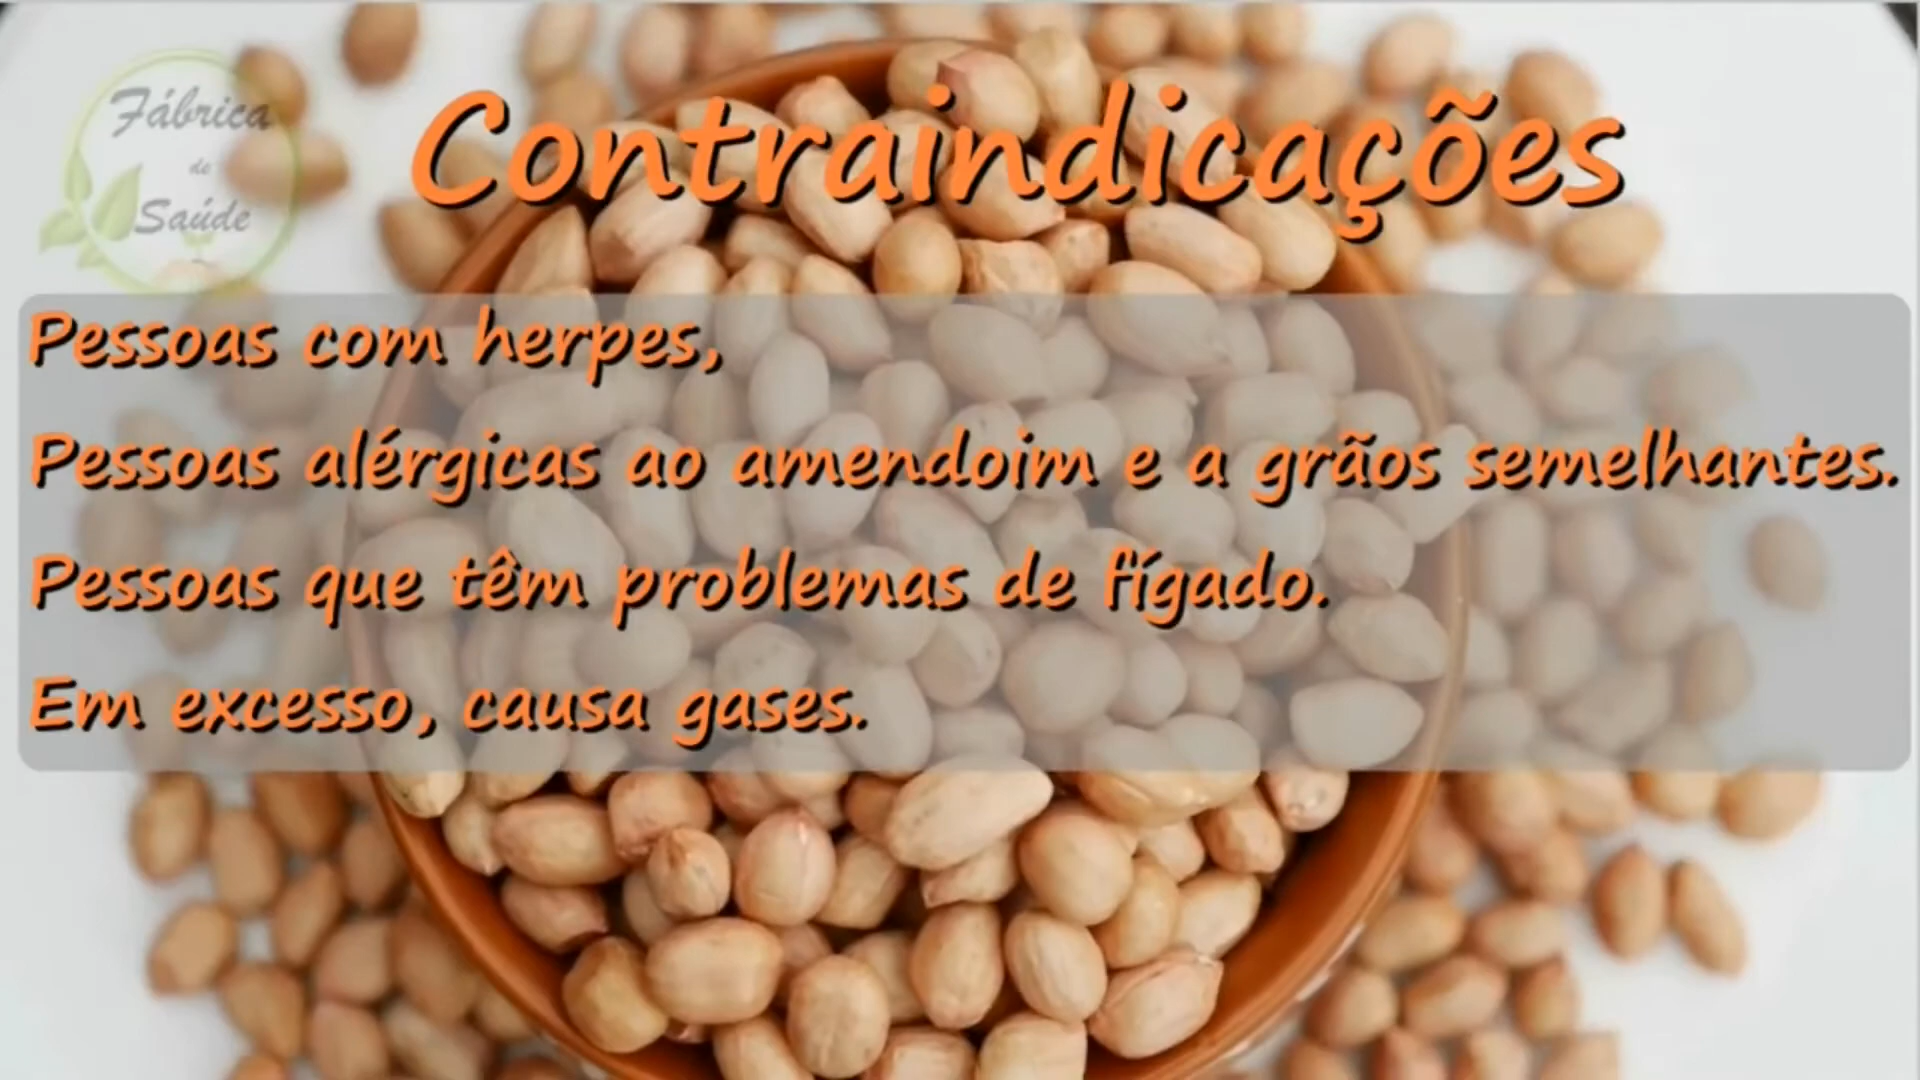 Fábrica
de
Saúde
Contraindicações
Pessoas com herpes,
Pessoas alérgicas ao amendoim e a grãos semelhantes.
Pessoas que têm problemas de fígado.
Em excesso, causa gases.